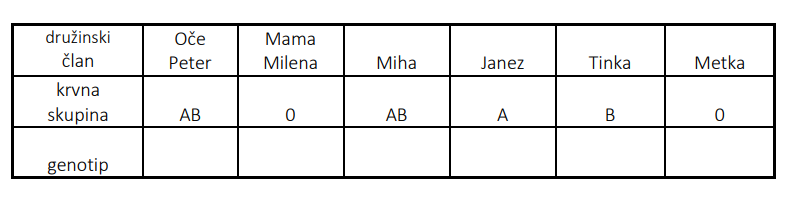 družinski član Oče Peter Mama Milena Miha Janez Tinka Metka
krvna skupina AB 0 AB A B 0
genotip